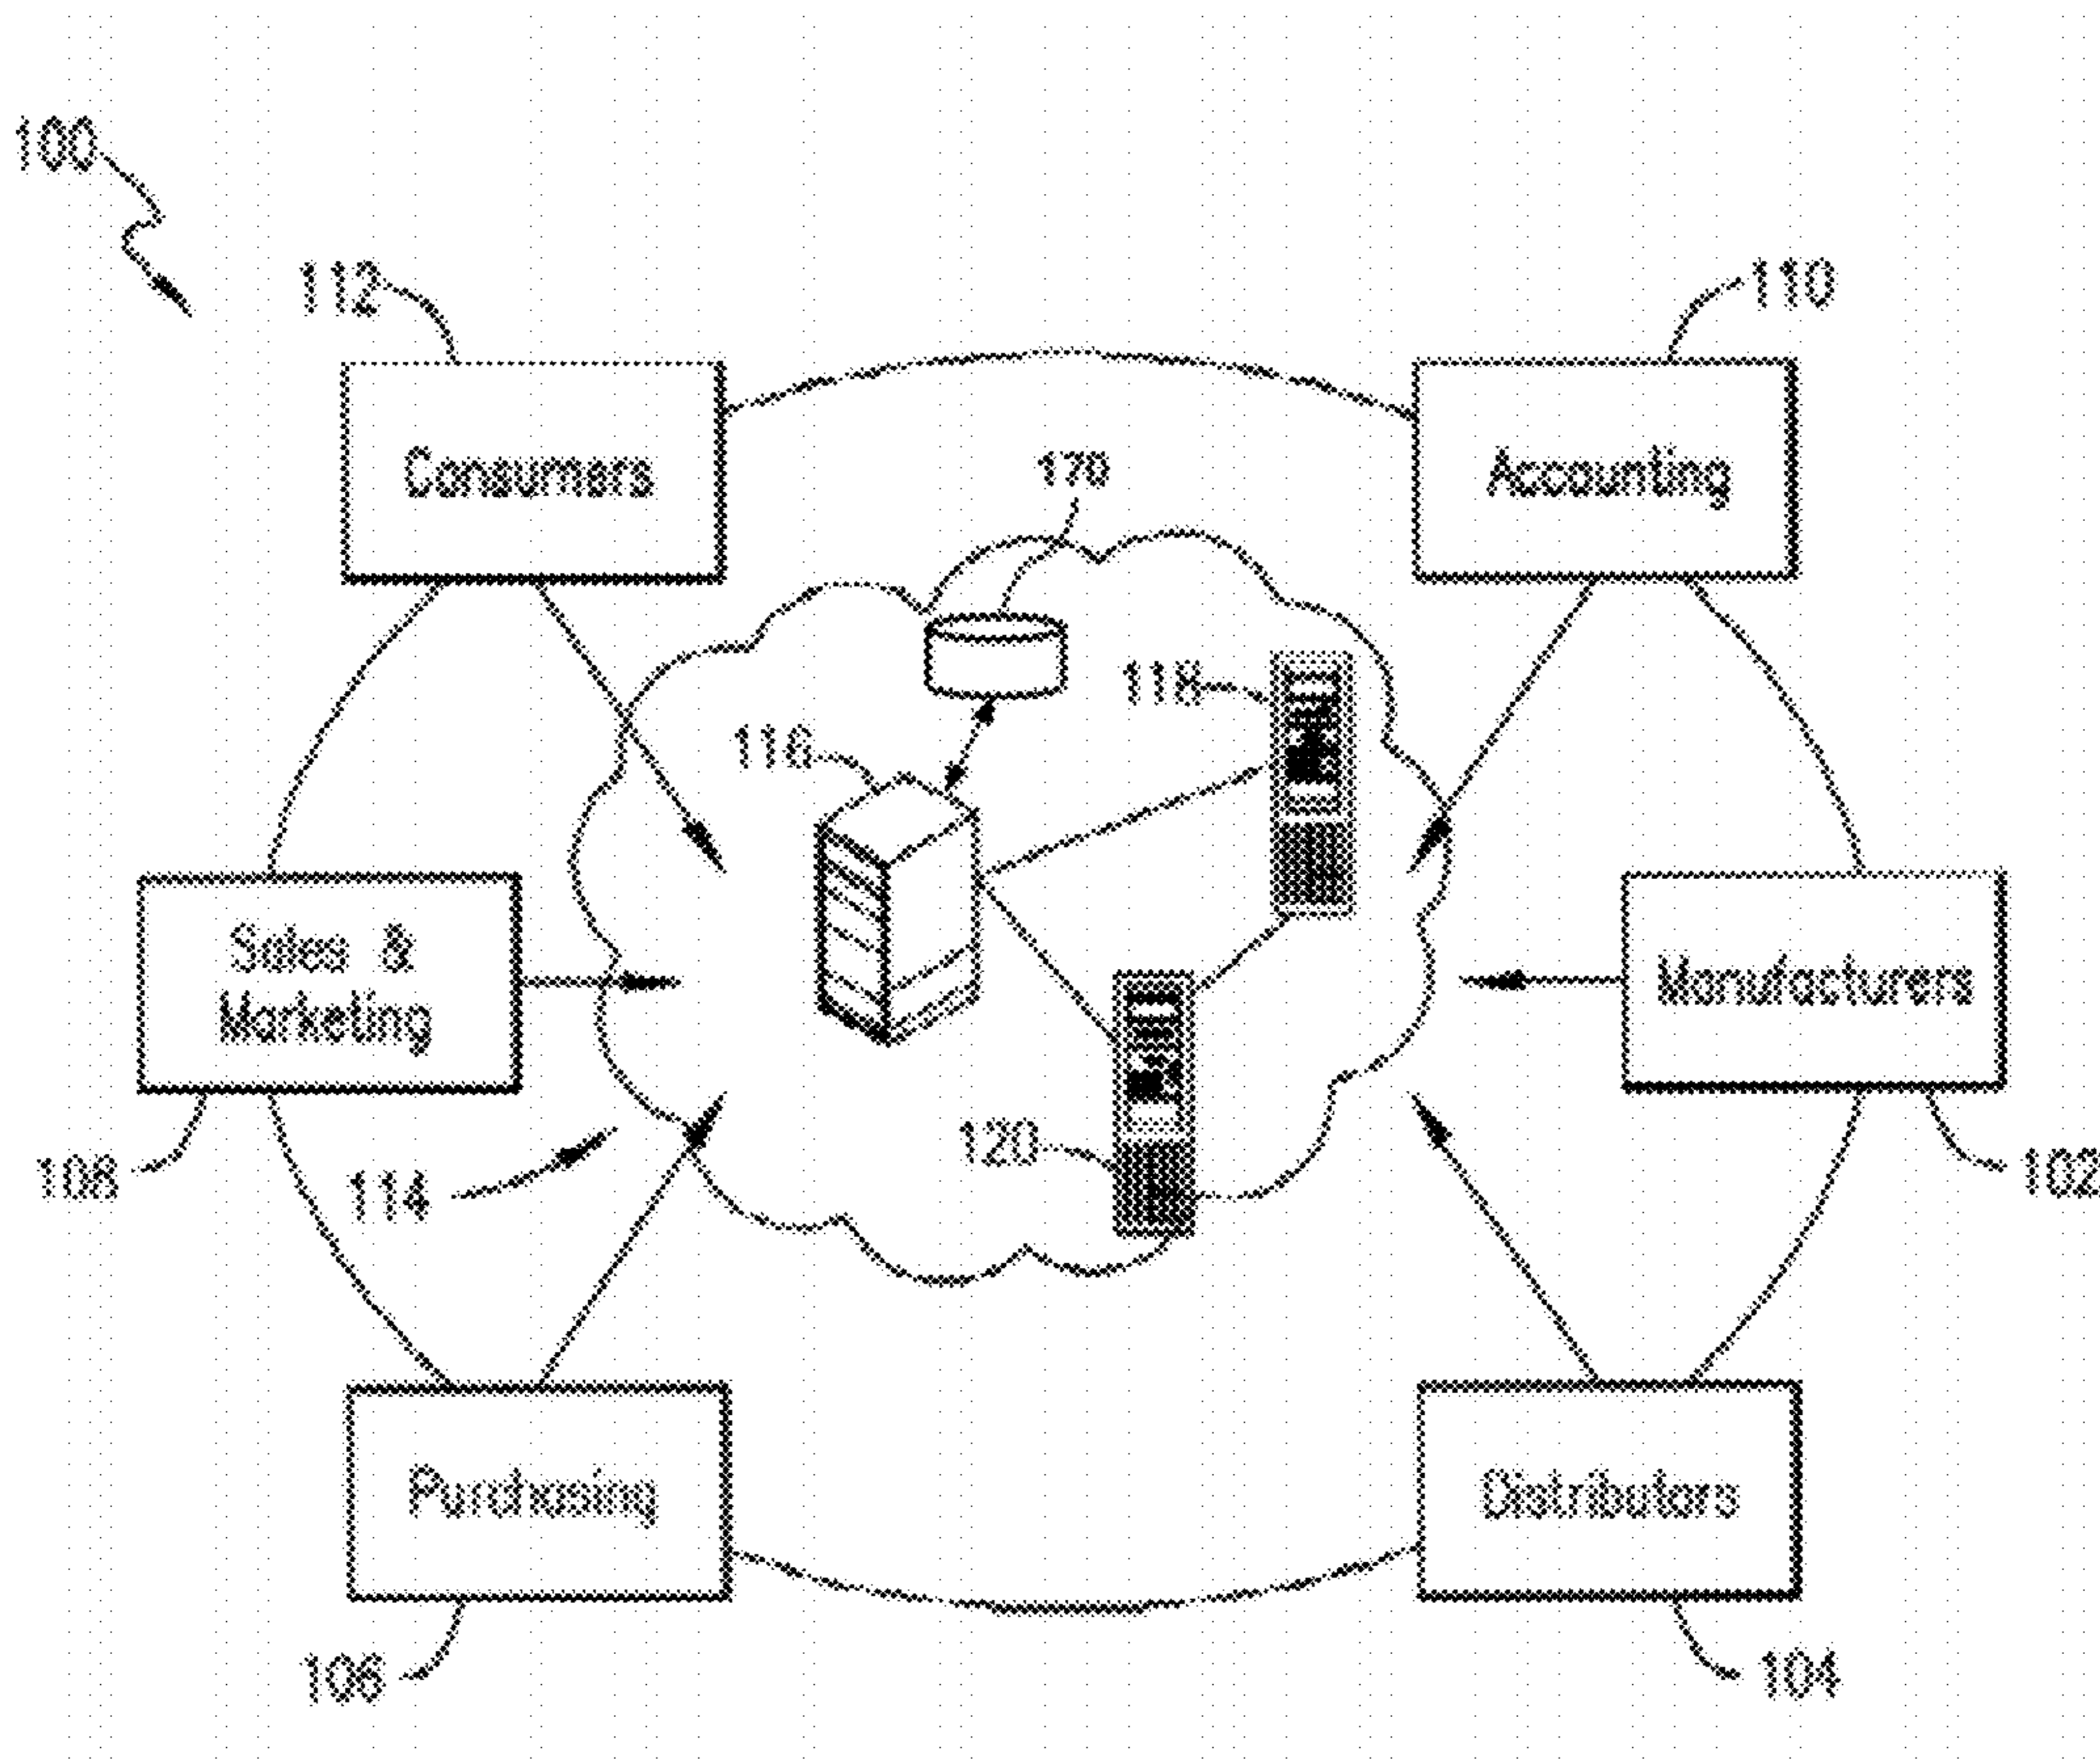 100
112
110
Consumers
Accounting
170
118
116
Sales &
Marketing
Manufacturers
108
114
120
102
Purchasing
Distributors
106
104